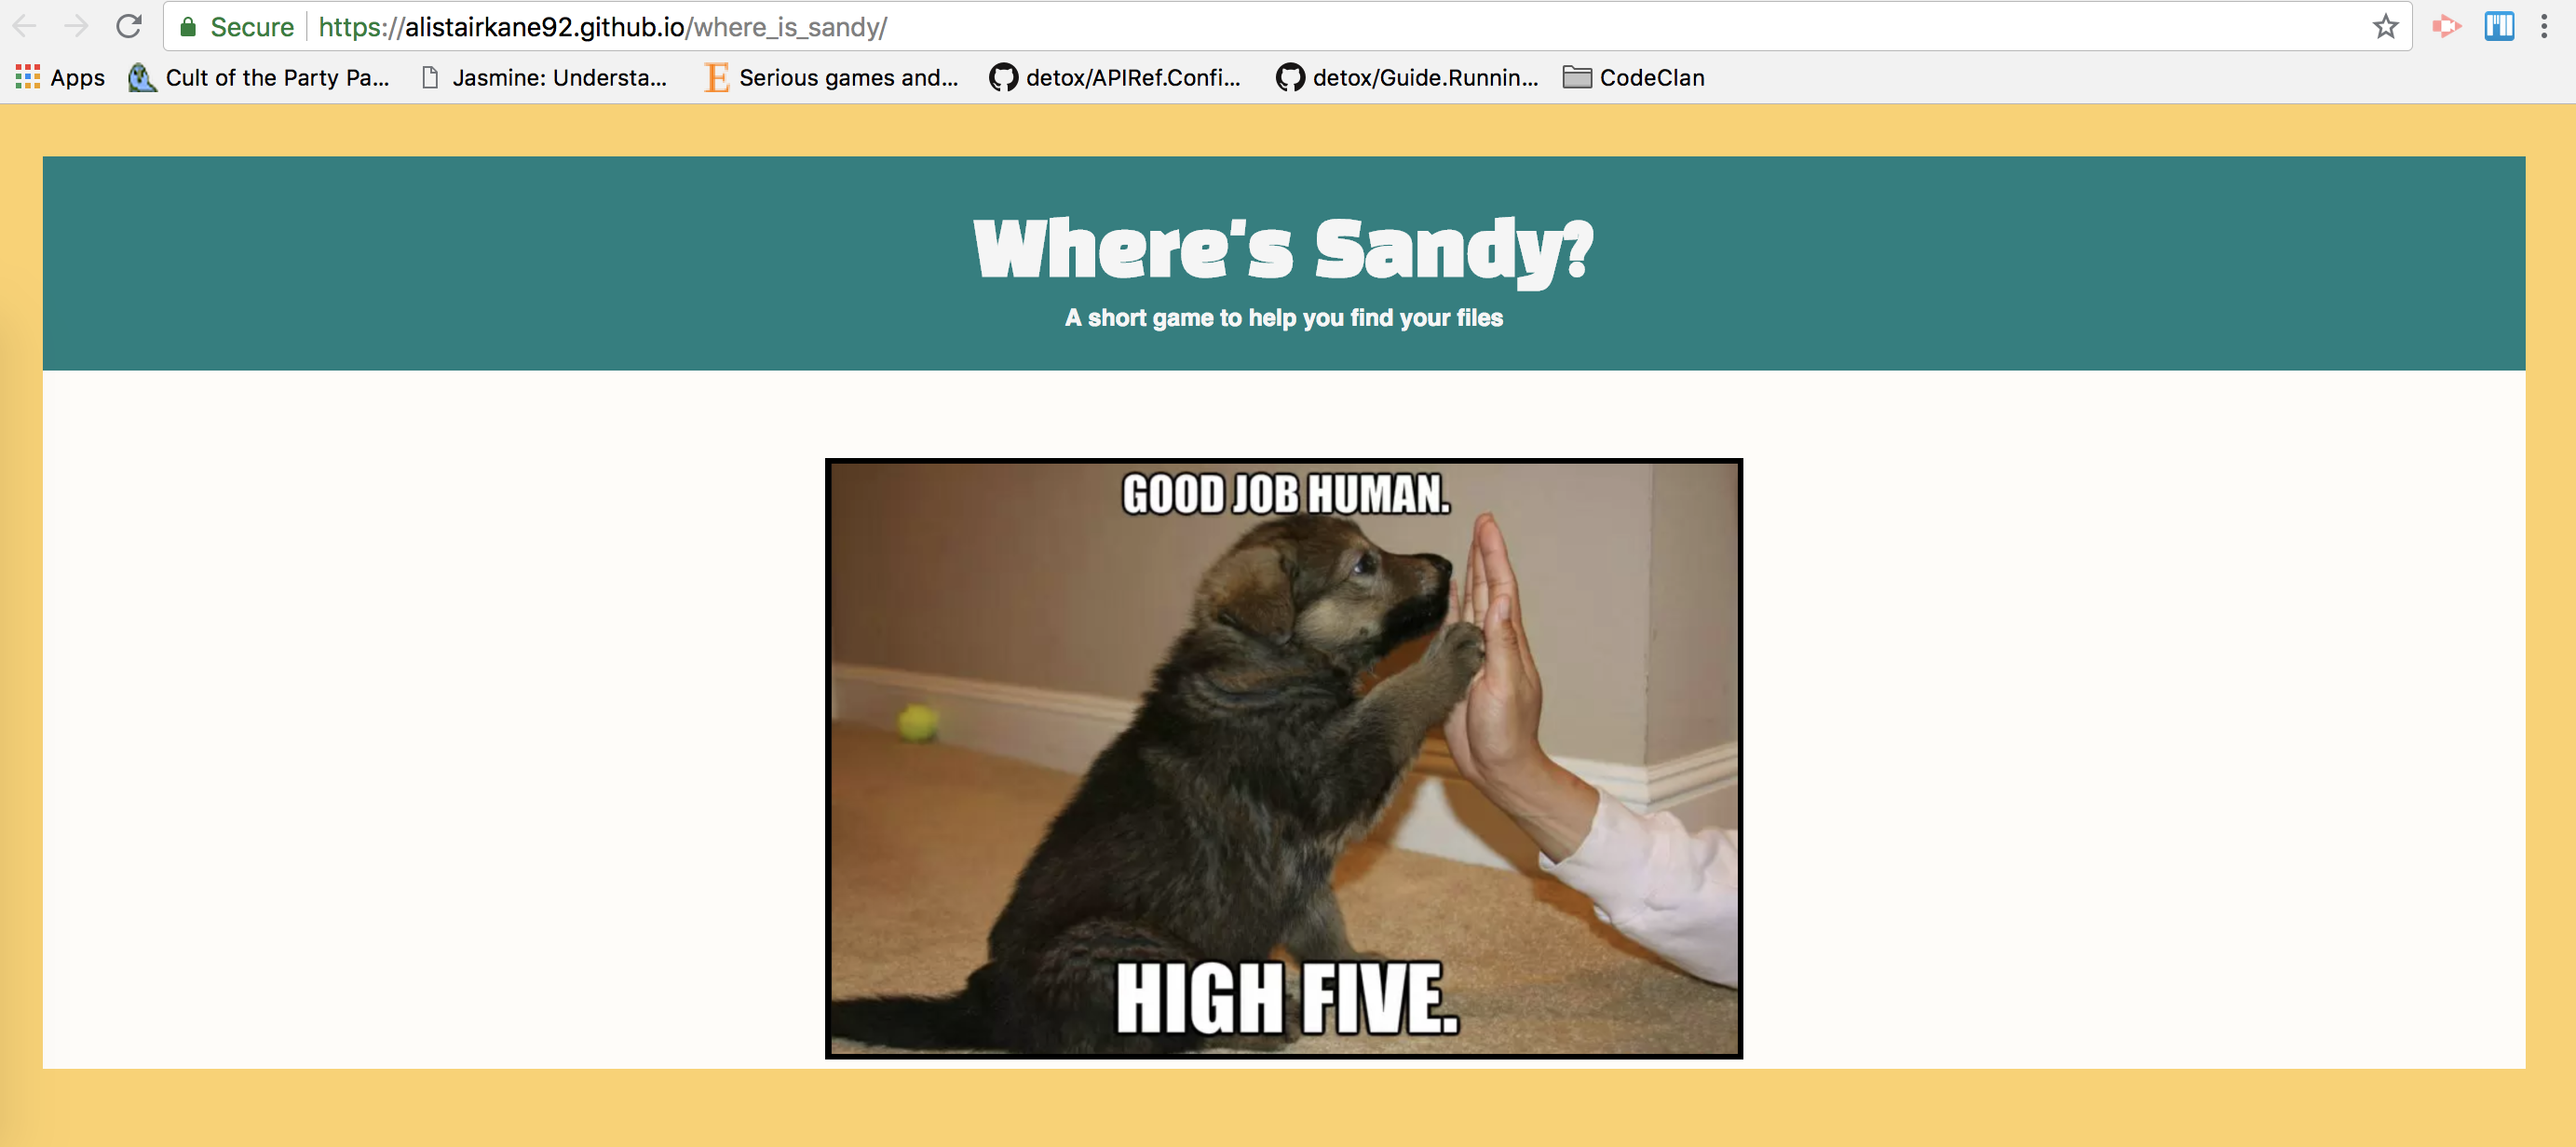 Secure https://alistairkane92.github.io/where_is_sandy/
Apps Cult of the Party Pa... Jasmine: Understa... E Serious games and... detox/APIRef.Confi... detox/Guide.Runnin... CodeClan
Where's Sandy?
A short game to help you find your files
GOOD JOB HUMAN.
HIGH FIVE.